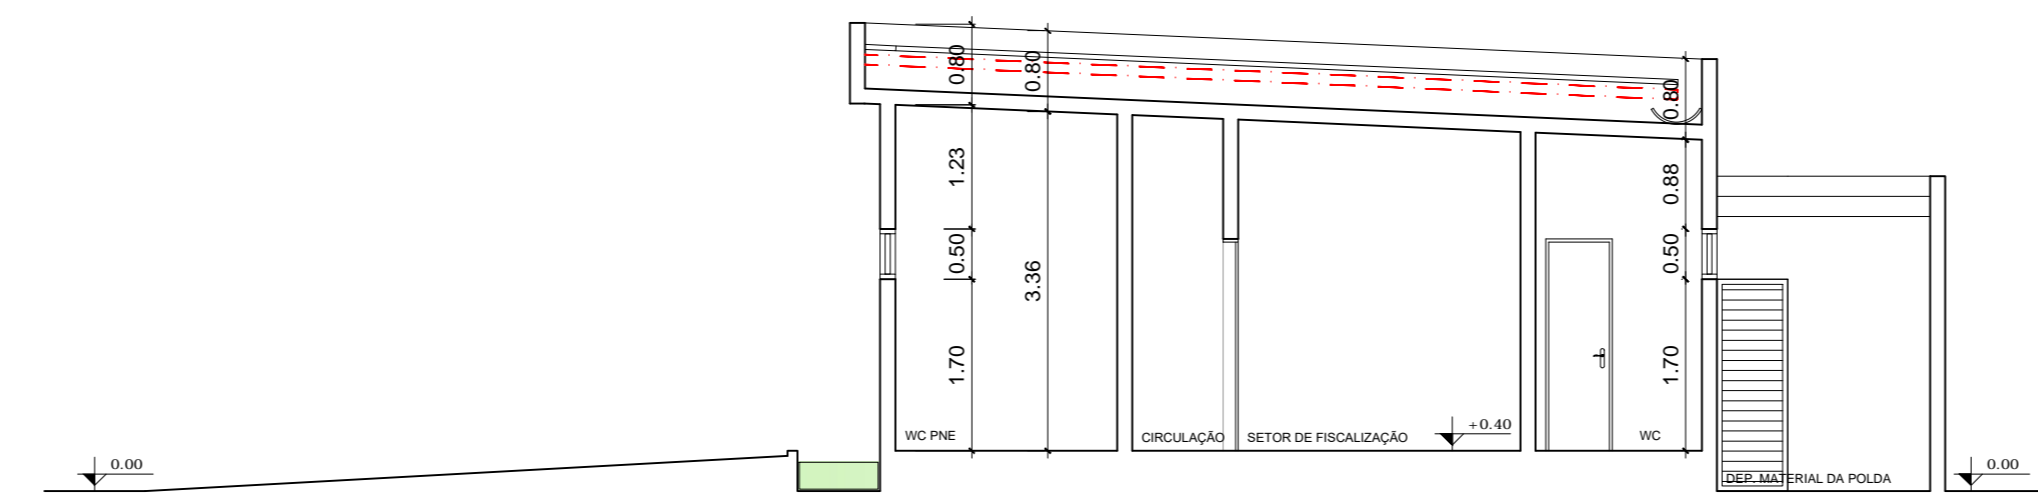 0.80
0.80
0.80
1.23
0.88
0.50
3.36
0.50
1.70
1.70
WC PNE
CIRCULAÇÃO
SETOR DE FISCALIZAÇÃO
+0.40
WC
0.00
0.00
DEP. MATERIAL DA POLDA